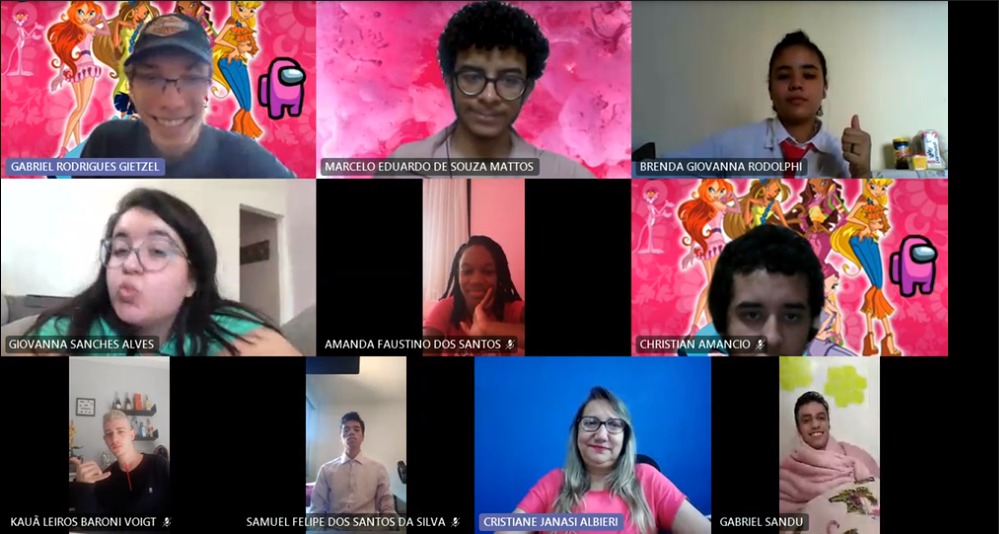 GABRIEL RODRIGUES GIETZEL
MARCELO EDUARDO DE SOUZA MATTOS
BRENDA GIOVANNA RODOLPHI
GIOVANNA SANCHES ALVES
AMANDA FAUSTINO DOS SANTOS
CHRISTIAN AMANCIO
KAUÃ LEIROS BARONI VOIGT
SAMUEL FELIPE DOS SANTOS DA SILVA
CRISTIANE JANASI ALBIERI
GABRIEL SANDU